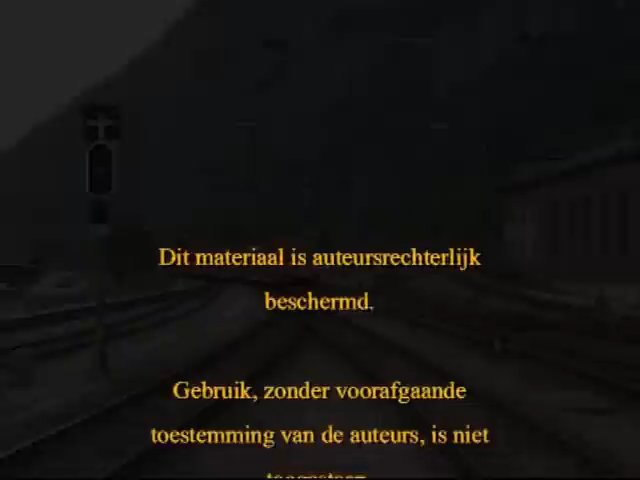 Dit materiaal is auteursrechterlijk
beschermd.
Gebruik, zonder voorafgaande
toestemming van de auteurs, is niet